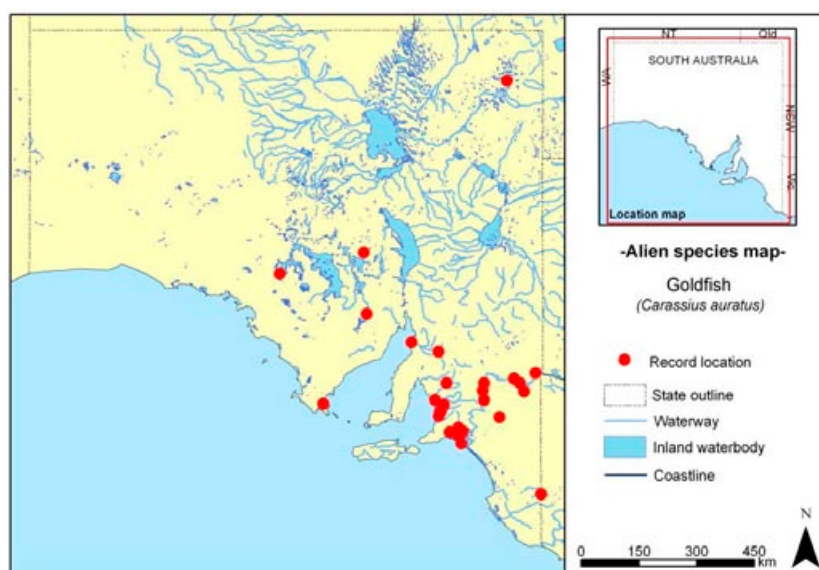 NT
Qld
SOUTH AUSTRALIA
WA
NSW
Vic
Location map
-Alien species map-
Goldfish
(Carassius auratus)
Record location
State outline
Waterway
Inland waterbody
Coastline
N
0 150 300 450
km